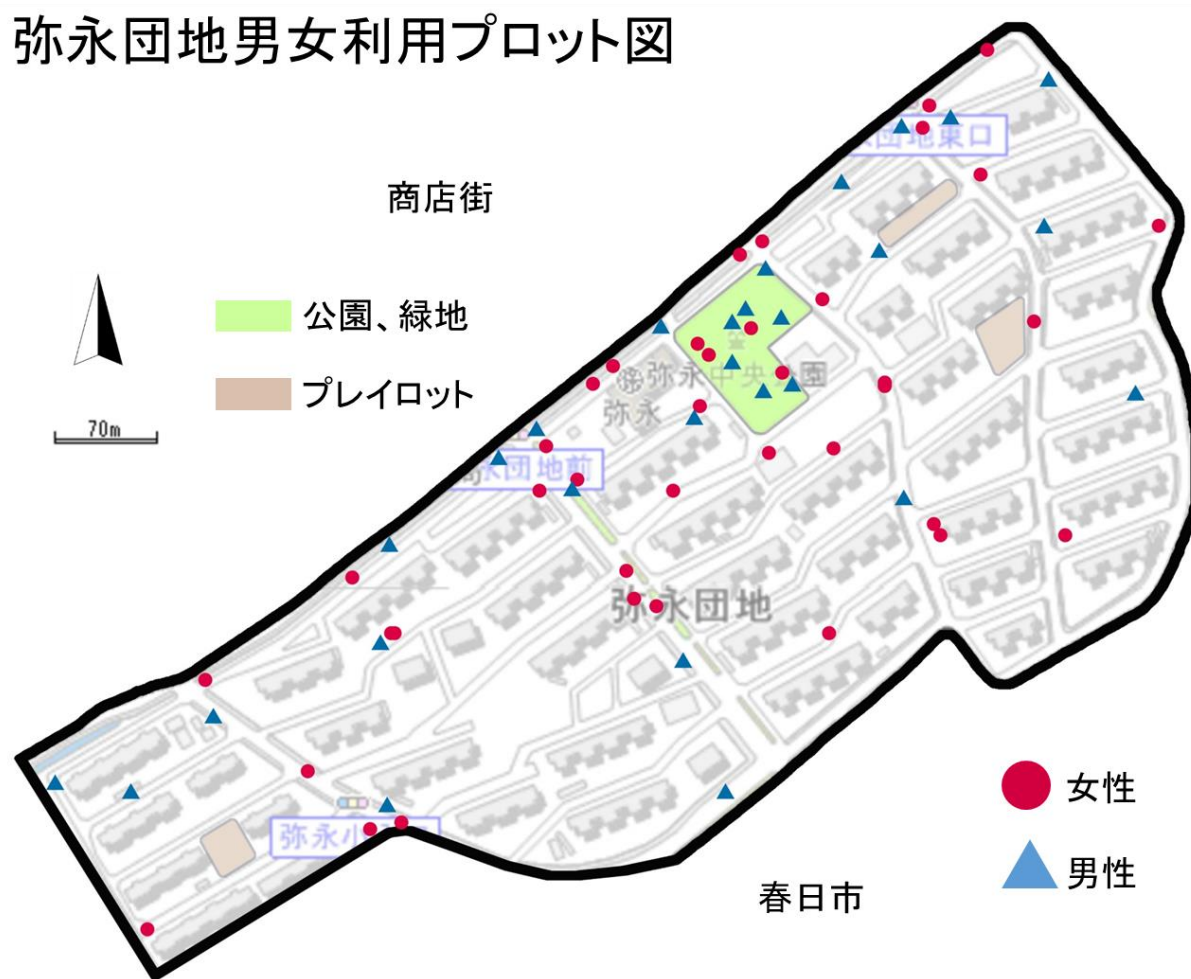 弥永団地男女利用プロット図
団地東口
商店街
公園、緑地
プレイロット
70m
弥永中央公園
弥永
団地前
弥永団地
弥永小
女性
男性
春日市